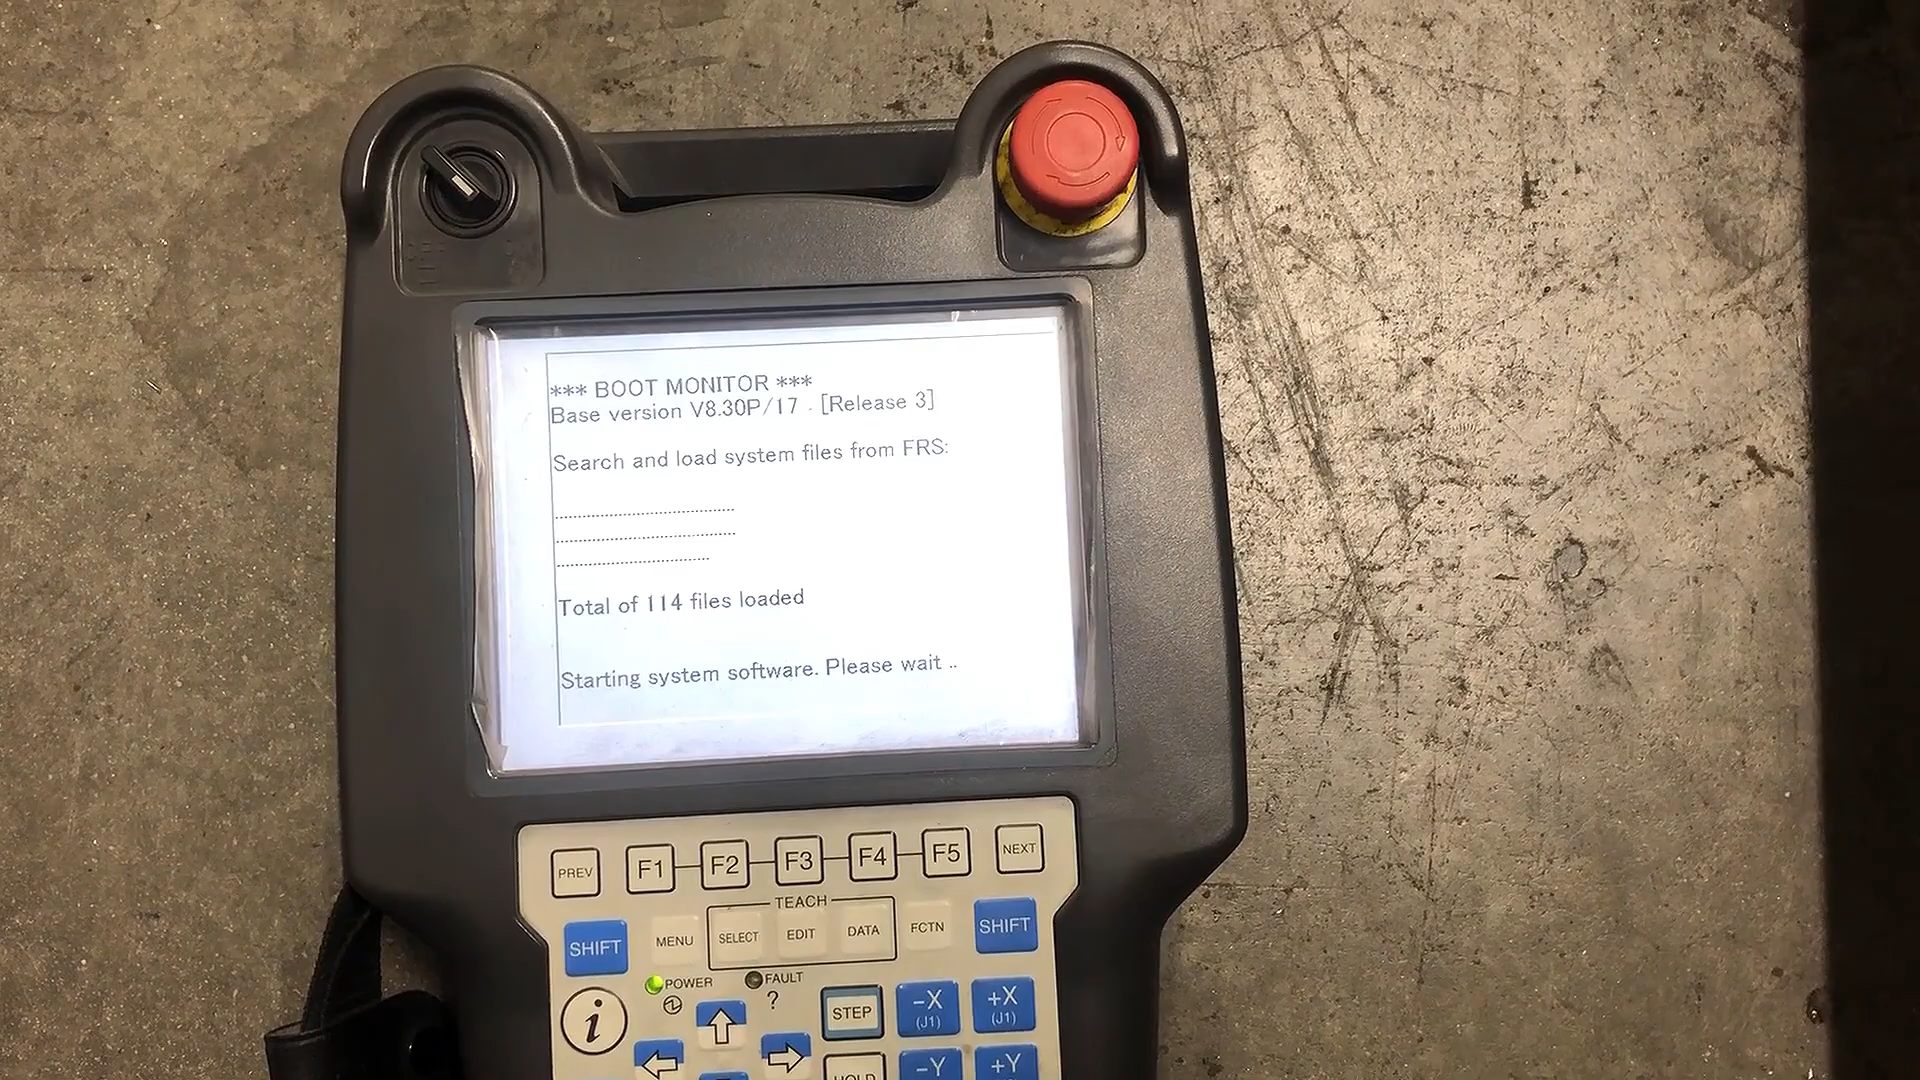 *** BOOT MONITOR ***
Base version V8.30P/17 [Release 3]
Search and load system files from FRS:
........................................
........................................
..................................
Total of 114 files loaded
Starting system software. Please wait ..
PREV F1 F2 F3 F4 F5 NEXT
TEACH
SHIFT MENU SELECT EDIT DATA FCTN SHIFT
POWER FAULT
i ? STEP -X (J1) +X (J1)
HOLD -Y +Y